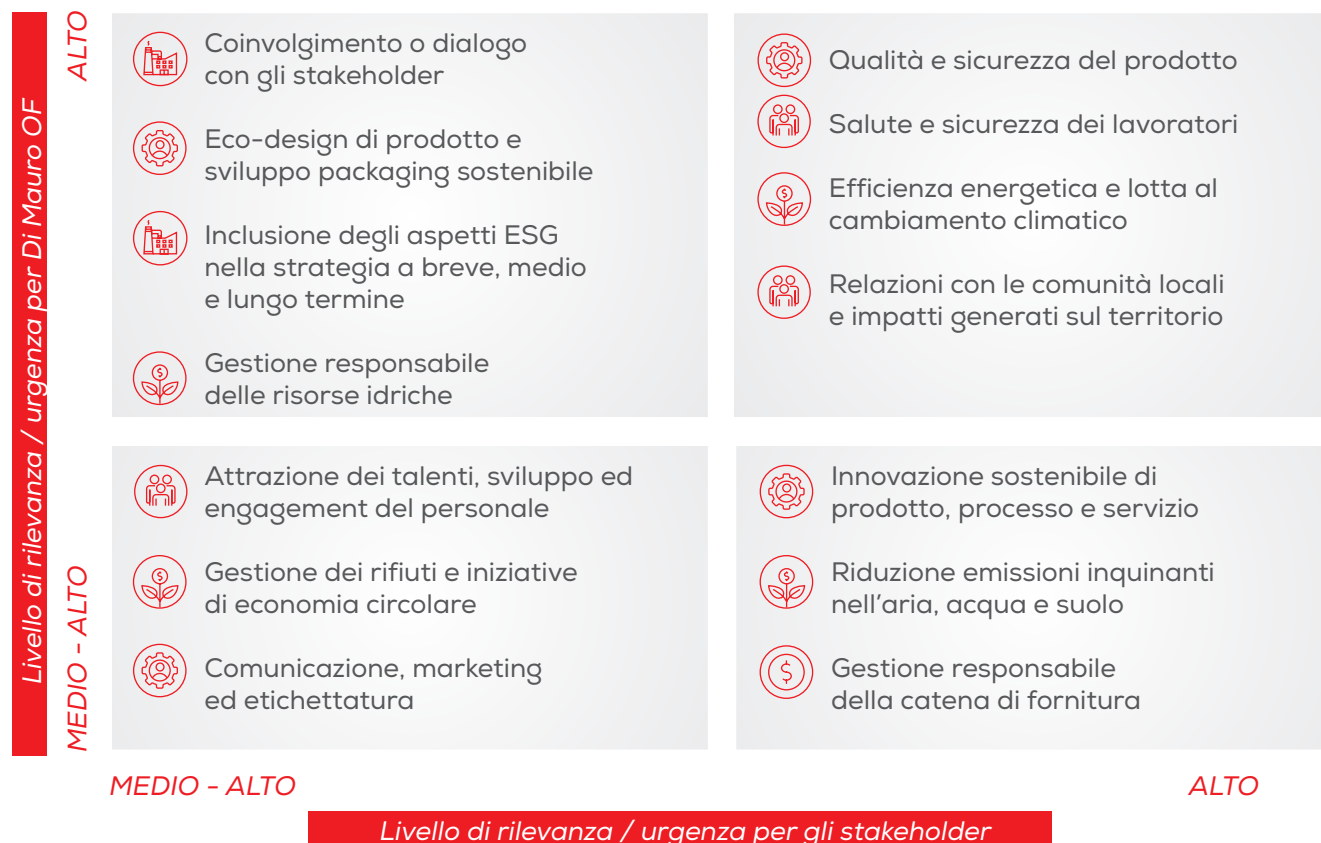 Livello di rilevanza / urgenza per Di Mauro OF
ALTO
MEDIO - ALTO
Coinvolgimento o dialogo
con gli stakeholder
Eco-design di prodotto e
sviluppo packaging sostenibile
Inclusione degli aspetti ESG
nella strategia a breve, medio
e lungo termine
Gestione responsabile
delle risorse idriche
Qualità e sicurezza del prodotto
Salute e sicurezza dei lavoratori
Efficienza energetica e lotta al
cambiamento climatico
Relazioni con le comunità locali
e impatti generati sul territorio
Attrazione dei talenti, sviluppo ed
engagement del personale
Gestione dei rifiuti e iniziative
di economia circolare
Comunicazione, marketing
ed etichettatura
Innovazione sostenibile di
prodotto, processo e servizio
Riduzione emissioni inquinanti
nell'aria, acqua e suolo
Gestione responsabile
della catena di fornitura
MEDIO - ALTO
ALTO
Livello di rilevanza / urgenza per gli stakeholder